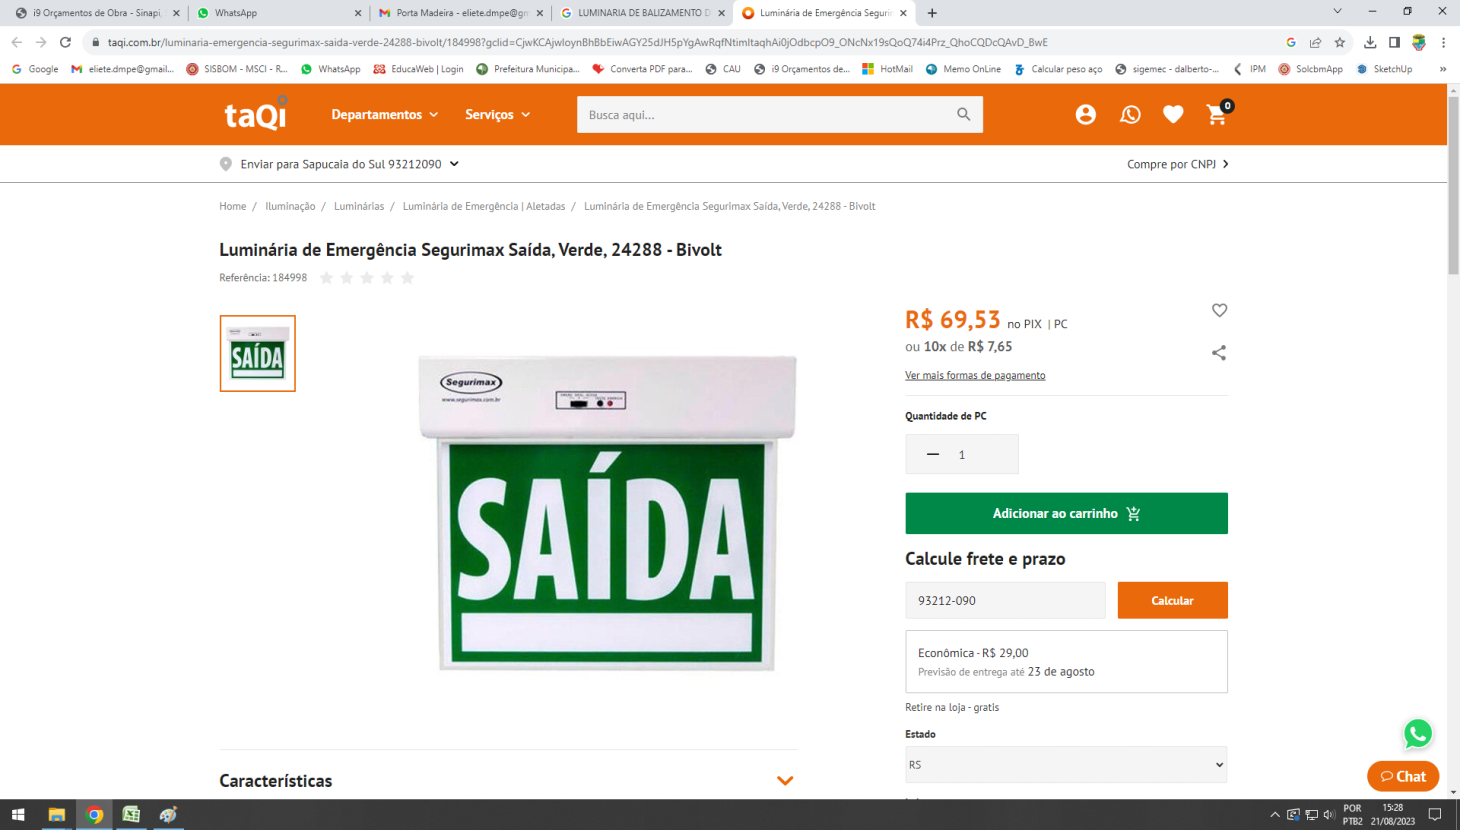 i9 Orçamentos de Obra - Sinapi,
WhatsApp
Porta Madeira - eliete.dmpe@gm
LUMINARIA DE BALIZAMENTO D
Luminária de Emergência Segurim
taqi.com.br/luminaria-emergencia-segurimax-saida-verde-24288-bivolt/184998?gclid=CjwKCAjwloynBhBbEiwAGY25dJH5pYgAwRqfNtimItaqhAi0jOdbcpO9_ONcNx19sQoQ74i4Prz_QhoCQDcQAvD_BwE
Google
eliete.dmpe@gmail...
SISBOM - MSCI - R...
WhatsApp
EducaWeb | Login
Prefeitura Municipa...
Converta PDF para...
CAU
i9 Orçamentos de...
HotMail
Memo OnLine
Calcular peso aço
sigemec - dalberto-...
IPM
SolcbmApp
SketchUp
»
taQi
Departamentos
Serviços
Busca aqui...
0
Enviar para Sapucaia do Sul 93212090
Compre por CNPJ
Home / Iluminação / Luminárias / Luminária de Emergência | Aletadas / Luminária de Emergência Segurimax Saída, Verde, 24288 - Bivolt
Luminária de Emergência Segurimax Saída, Verde, 24288 - Bivolt
Referência: 184998
SAÍDA
Segurimax
www.segurimax.com.br
SAÍDA
R$ 69,53 no PIX | PC
ou 10x de R$ 7,65
Ver mais formas de pagamento
Quantidade de PC
1
Adicionar ao carrinho
Calcule frete e prazo
93212-090
Calcular
Econômica - R$ 29,00
Previsão de entrega até 23 de agosto
Retire na loja - gratis
Estado
RS
Características
Chat
POR
PTB2
15:28
21/08/2023